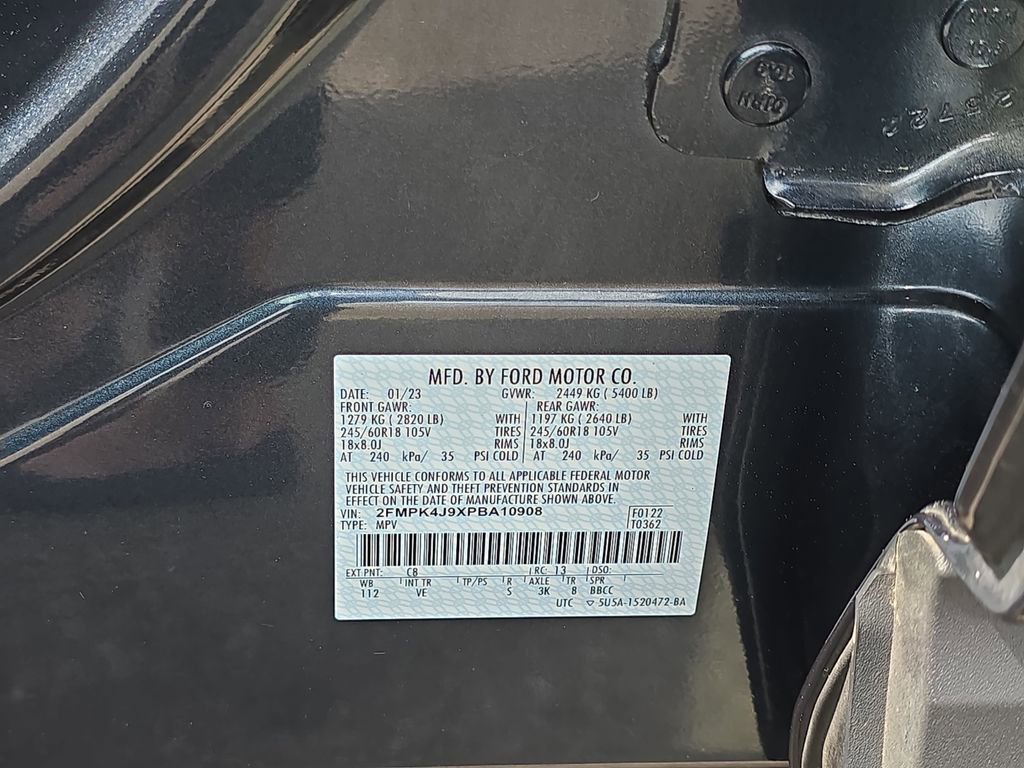 MFD. BY FORD MOTOR CO.
DATE: 01/23 GVWR: 2449 KG ( 5400 LB)
FRONT GAWR: REAR GAWR:
1279 KG ( 2820 LB) WITH 1197 KG ( 2640 LB) WITH
245/60R18 105V TIRES 245/60R18 105V TIRES
18x8.0J RIMS 18x8.0J RIMS
AT 240 kPa/ 35 PSI COLD AT 240 kPa/ 35 PSI COLD
THIS VEHICLE CONFORMS TO ALL APPLICABLE FEDERAL MOTOR
VEHICLE SAFETY AND THEFT PREVENTION STANDARDS IN
EFFECT ON THE DATE OF MANUFACTURE SHOWN ABOVE.
VIN: 2FMPK4J9XPBA10908 F0122
TYPE: MPV T0362
EXT PNT: C8 RC: 13 DSO:
WB INT TR TP/PS R AXLE TR SPR
112 VE S 3K 8 BBCC
UTC ▽ 5U5A-1520472-BA